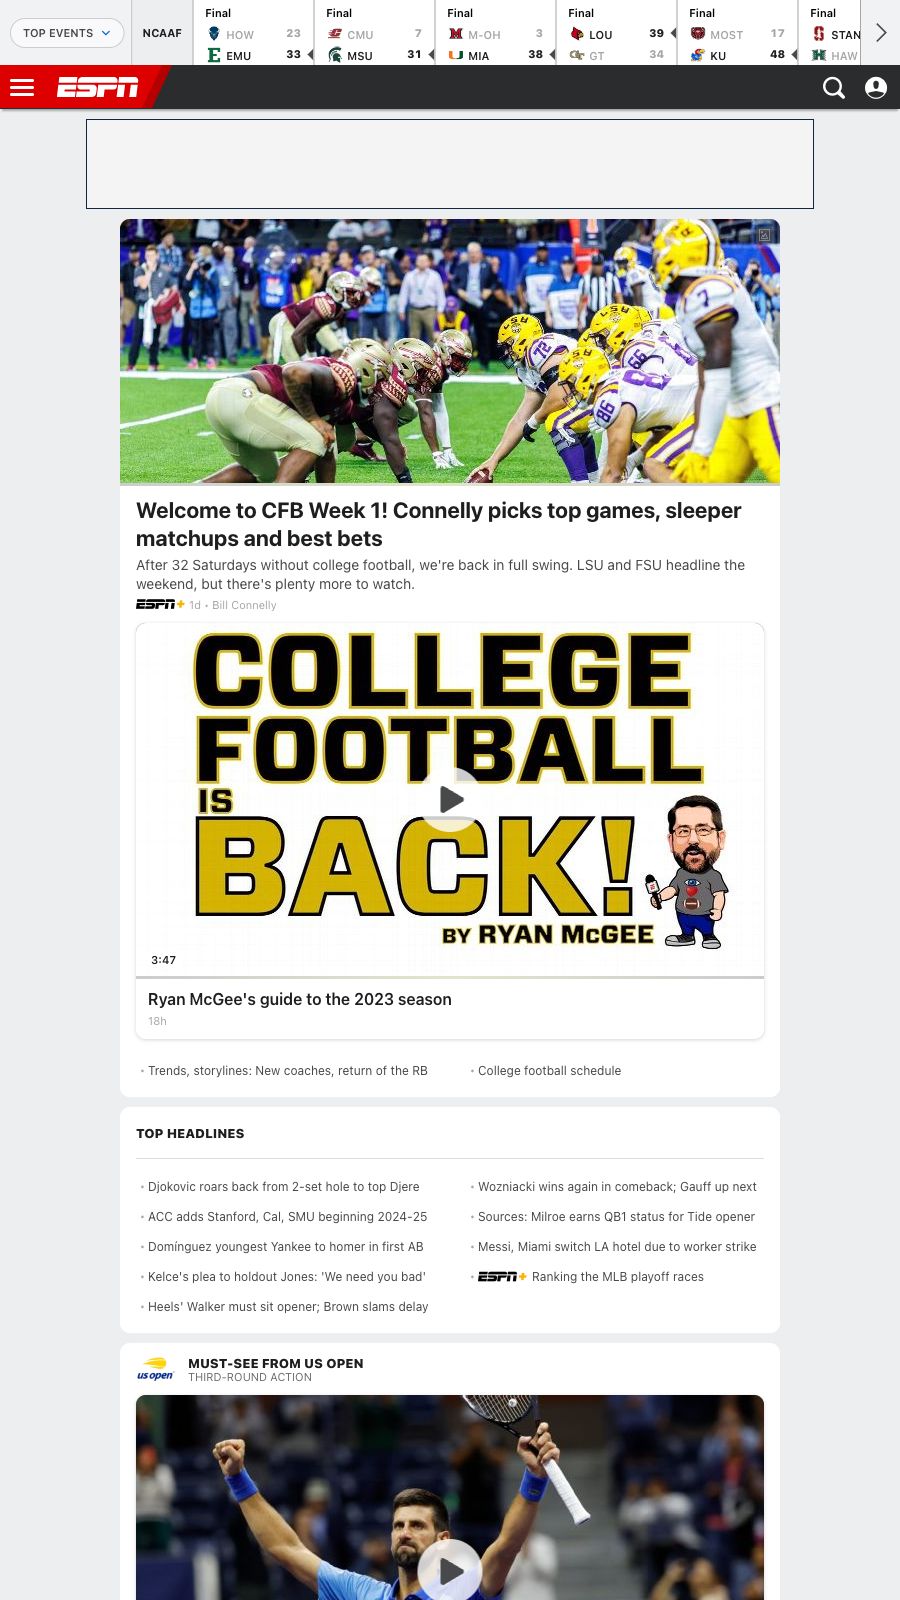 TOP EVENTS
NCAAF
Final
HOW 23
EMU 33
Final
CMU 7
MSU 31
Final
M-OH 3
MIA 38
Final
LOU 39
GT 34
Final
MOST 17
KU 48
Final
STAN
HAW
ESPN
7
72
66
86
Welcome to CFB Week 1! Connelly picks top games, sleeper
matchups and best bets
After 32 Saturdays without college football, we're back in full swing. LSU and FSU headline the
weekend, but there's plenty more to watch.
ESPN+ 1d • Bill Connelly
COLLEGE
FOOTBALL
IS
BACK!
BY RYAN McGEE
3:47
Ryan McGee's guide to the 2023 season
18h
Trends, storylines: New coaches, return of the RB
College football schedule
TOP HEADLINES
Djokovic roars back from 2-set hole to top Djere
ACC adds Stanford, Cal, SMU beginning 2024-25
Domínguez youngest Yankee to homer in first AB
Kelce's plea to holdout Jones: 'We need you bad'
Heels' Walker must sit opener; Brown slams delay
Wozniacki wins again in comeback; Gauff up next
Sources: Milroe earns QB1 status for Tide opener
Messi, Miami switch LA hotel due to worker strike
ESPN+ Ranking the MLB playoff races
us open
MUST-SEE FROM US OPEN
THIRD-ROUND ACTION